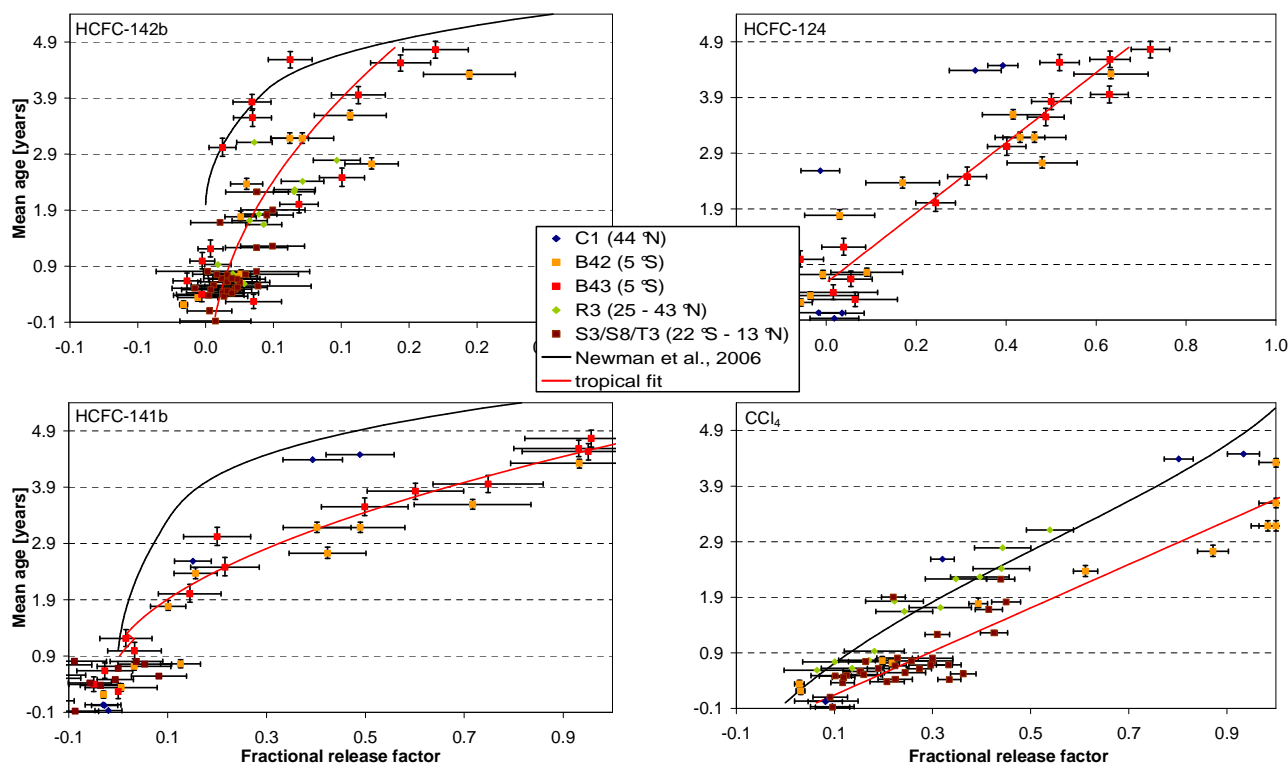 HCFC-142b
HCFC-124
Mean age [years]
4.9
3.9
2.9
1.9
0.9
-0.1
4.9
3.9
2.9
1.9
-0.1 -0.1 0.0 0.1 0.1 0.2 0.2
0.0 0.2 0.4 0.6 0.8 1.0
C1 (44 °N)
B42 (5 °S)
B43 (5 °S)
R3 (25 - 43 °N)
S3/S8/T3 (22 °S - 13 °N)
Newman et al., 2006
tropical fit
HCFC-141b
CCl₄
Mean age [years]
4.9
3.9
2.9
1.9
0.9
-0.1
4.9
3.9
2.9
1.9
0.9
-0.1
-0.1 0.1 0.3 0.5 0.7 0.9
-0.1 0.1 0.3 0.5 0.7 0.9
Fractional release factor
Fractional release factor